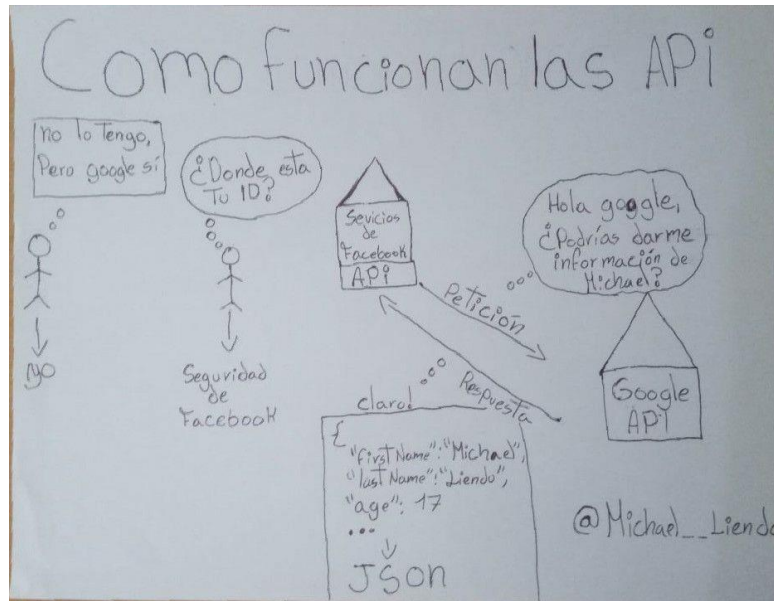 Como funcionan las APi
no lo Tengo,
Pero google sí
¿Donde esta
Tu ID?
yo
Seguridad
de
Facebook
Sevicios
de
Facebook
APi
Petición
Respuesta
Hola google,
¿Podrías darme
información de
Michael?
Google
APi
claro!
{
"firstName":"Michael",
"lastName":"Liendo",
"age": 17
...
JSon
@Michael__Liendo